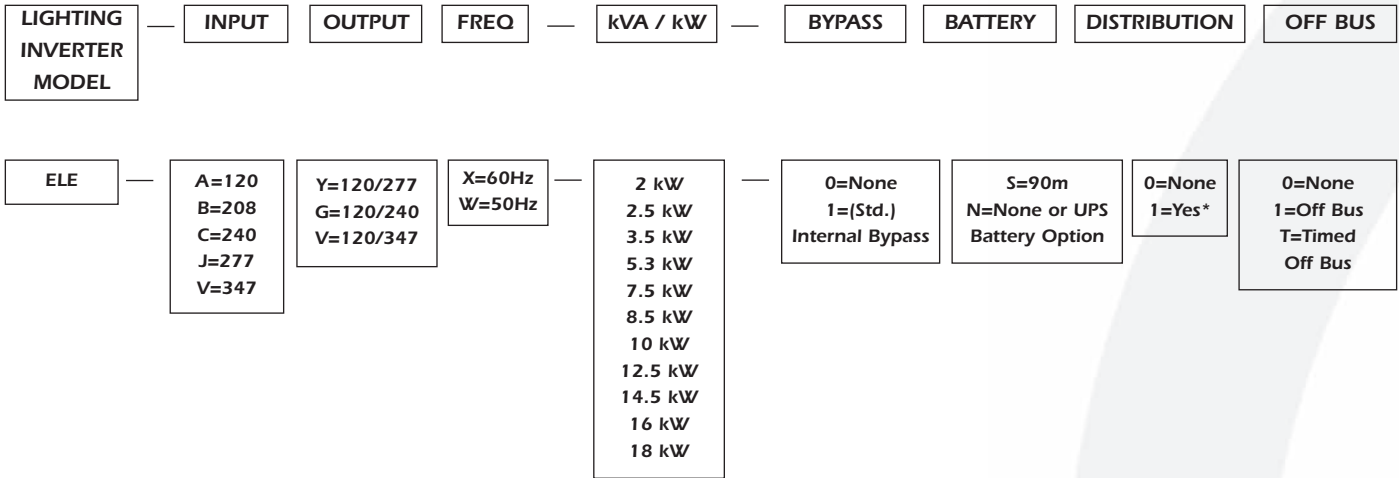 LIGHTING
INVERTER
MODEL
—
INPUT
OUTPUT
FREQ
—
kVA / kW
—
BYPASS
BATTERY
DISTRIBUTION
OFF BUS
ELE
—
A=120
B=208
C=240
J=277
V=347
Y=120/277
G=120/240
V=120/347
X=60Hz
W=50Hz
—
2 kW
2.5 kW
3.5 kW
5.3 kW
7.5 kW
8.5 kW
10 kW
12.5 kW
14.5 kW
16 kW
18 kW
—
0=None
1=(Std.)
Internal Bypass
S=90m
N=None or UPS
Battery Option
0=None
1=Yes*
0=None
1=Off Bus
T=Timed
Off Bus